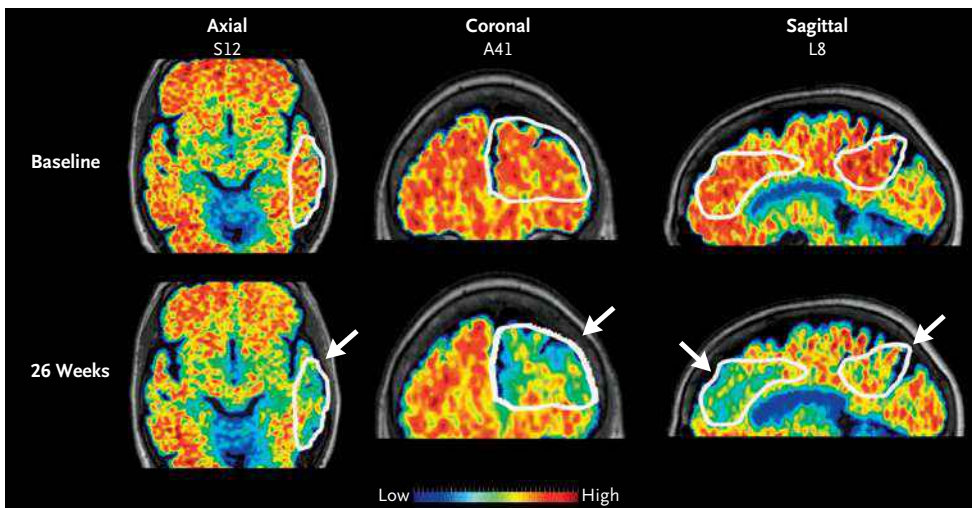 Axial
S12
Coronal
A41
Sagittal
L8
Baseline
26 Weeks
Low High